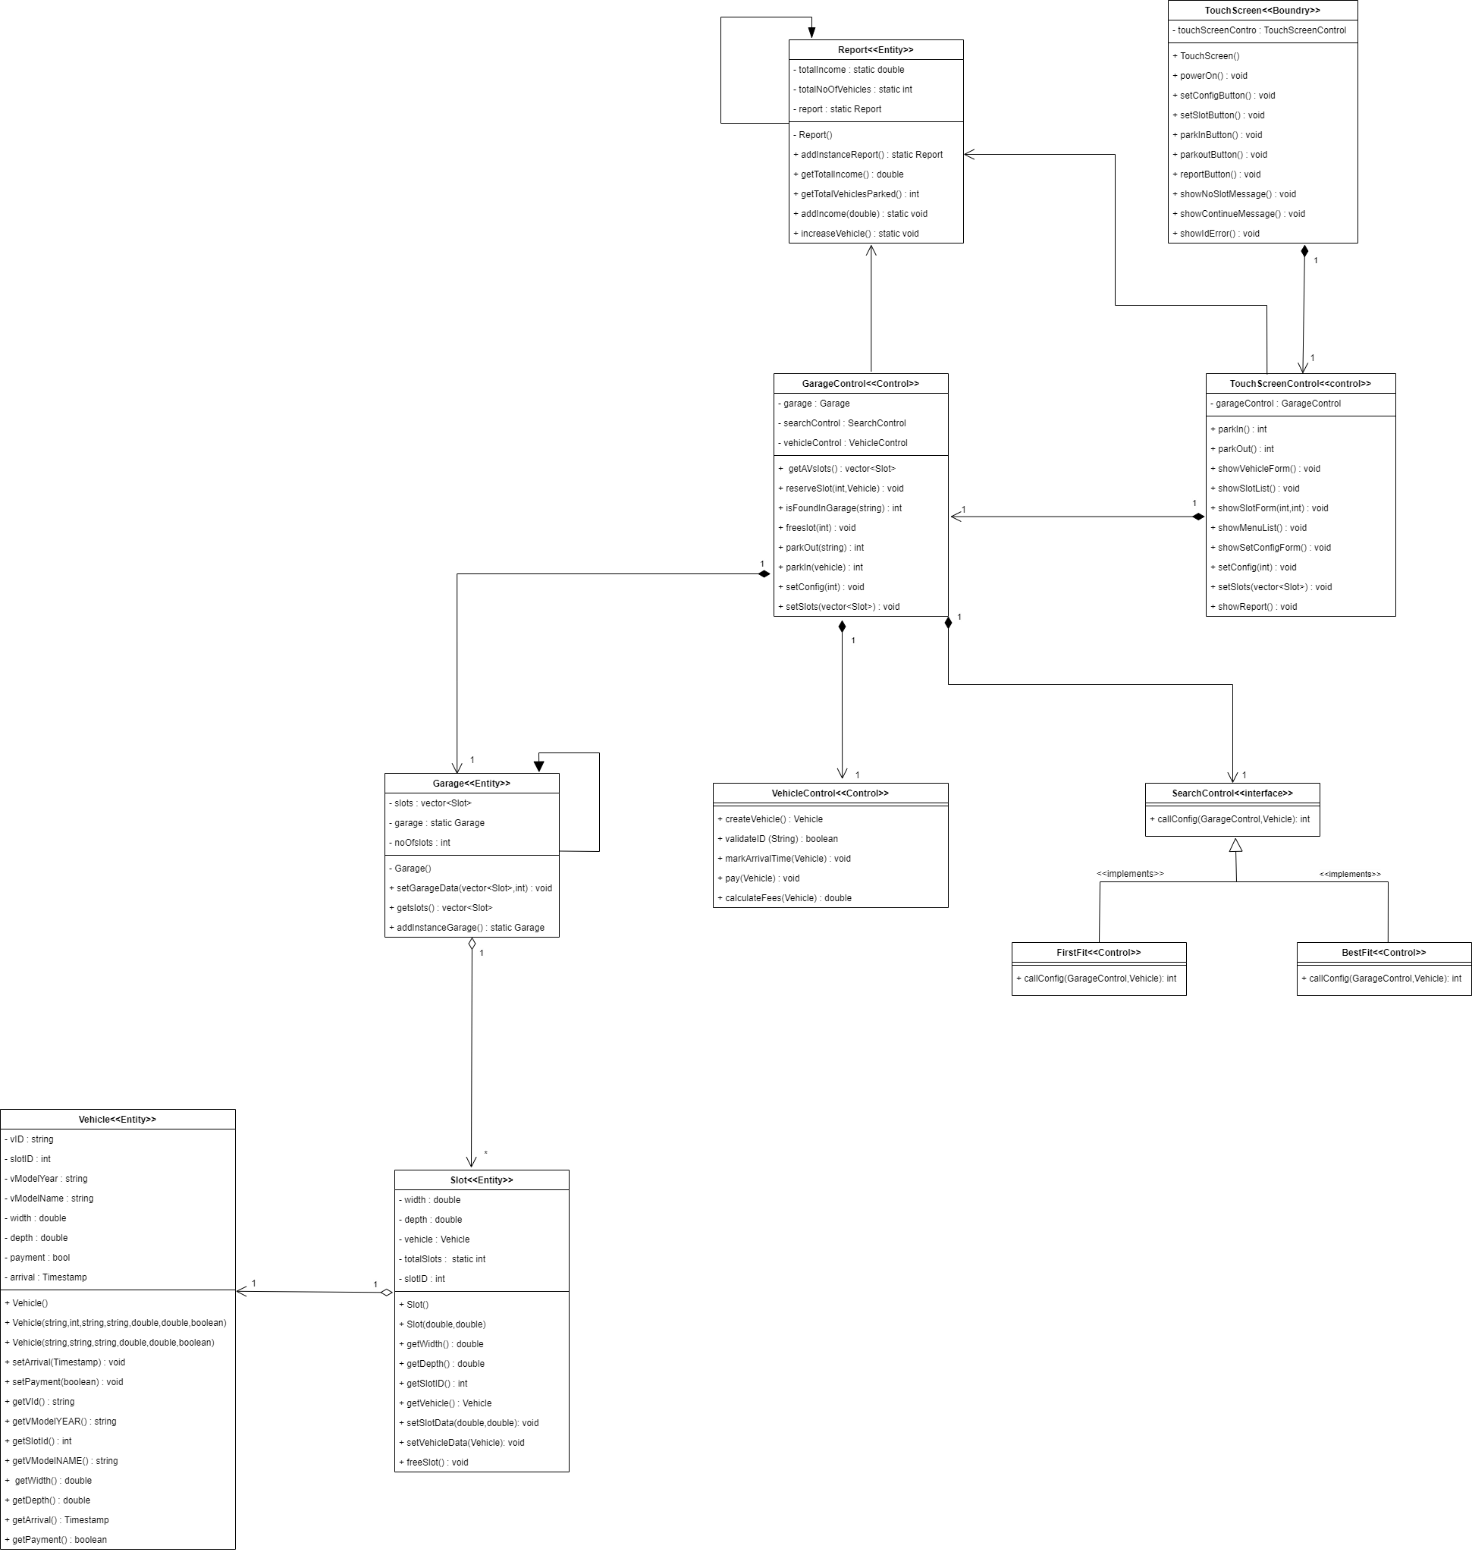 TouchScreen<<Boundry>>
- touchScreenContro : TouchScreenControl
+ TouchScreen()
+ powerOn() : void
+ setConfigButton() : void
+ setSlotButton() : void
+ parkInButton() : void
+ parkoutButton() : void
+ reportButton() : void
+ showNoSlotMessage() : void
+ showContinueMessage() : void
+ showIdError() : void
1
1
Report<<Entity>>
- totalIncome : static double
- totalNoOfVehicles : static int
- report : static Report
- Report()
+ addInstanceReport() : static Report
+ getTotalIncome() : double
+ getTotalVehiclesParked() : int
+ addIncome(double) : static void
+ increaseVehicle() : static void
GarageControl<<Control>>
- garage : Garage
- searchControl : SearchControl
- vehicleControl : VehicleControl
+  getAVslots() : vector<Slot>
+ reserveSlot(int,Vehicle) : void
+ isFoundInGarage(string) : int
+ freeslot(int) : void
+ parkOut(string) : int
+ parkIn(vehicle) : int
+ setConfig(int) : void
+ setSlots(vector<Slot>) : void
TouchScreenControl<<control>>
- garageControl : GarageControl
+ parkIn() : int
+ parkOut() : int
+ showVehicleForm() : void
+ showSlotList() : void
+ showSlotForm(int,int) : void
+ showMenuList() : void
+ showSetConfigForm() : void
+ setConfig(int) : void
+ setSlots(vector<Slot>) : void
+ showReport() : void
1
1
1
1
1
1
1
1
Garage<<Entity>>
- slots : vector<Slot>
- garage : static Garage
- noOfslots : int
- Garage()
+ setGarageData(vector<Slot>,int) : void
+ getslots() : vector<Slot>
+ addInstanceGarage() : static Garage
VehicleControl<<Control>>
+ createVehicle() : Vehicle
+ validateID (String) : boolean
+ markArrivalTime(Vehicle) : void
+ pay(Vehicle) : void
+ calculateFees(Vehicle) : double
SearchControl<<interface>>
+ callConfig(GarageControl,Vehicle): int
<<implements>>
<<implements>>
FirstFit<<Control>>
+ callConfig(GarageControl,Vehicle): int
BestFit<<Control>>
+ callConfig(GarageControl,Vehicle): int
1
*
Vehicle<<Entity>>
- vID : string
- slotID : int
- vModelYear : string
- vModelName : string
- width : double
- depth : double
- payment : bool
- arrival : Timestamp
+ Vehicle()
+ Vehicle(string,int,string,string,double,double,boolean)
+ Vehicle(string,string,string,double,double,boolean)
+ setArrival(Timestamp) : void
+ setPayment(boolean) : void
+ getVId() : string
+ getVModelYEAR() : string
+ getSlotId() : int
+ getVModelNAME() : string
+  getWidth() : double
+ getDepth() : double
+ getArrival() : Timestamp
+ getPayment() : boolean
1
1
Slot<<Entity>>
- width : double
- depth : double
- vehicle : Vehicle
- totalSlots :  static int
- slotID : int
+ Slot()
+ Slot(double,double)
+ getWidth() : double
+ getDepth() : double
+ getSlotID() : int
+ getVehicle() : Vehicle
+ setSlotData(double,double): void
+ setVehicleData(Vehicle): void
+ freeSlot() : void